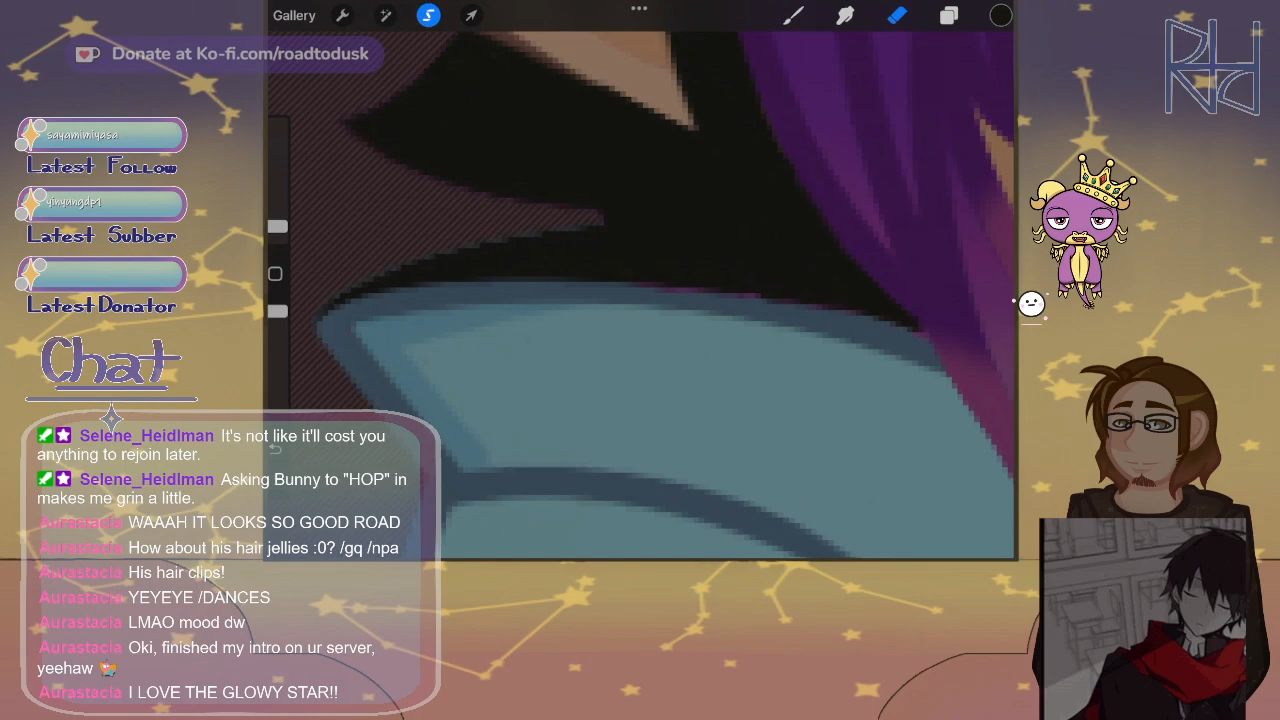 Gallery
Donate at Ko-fi.com/roadtodusk
sayamimiyasa
Latest Follow
yinyangdp1
Latest Subber
Latest Donator
Chat
Selene_Heidlman It's not like it'll cost you
anything to rejoin later.
Selene_Heidlman Asking Bunny to "HOP" in
makes me grin a little.
Aurastacia WAAAH IT LOOKS SO GOOD ROAD
Aurastacia How about his hair jellies :0? /gq /npa
Aurastacia His hair clips!
Aurastacia YEYEYE /DANCES
Aurastacia LMAO mood dw
Aurastacia Oki, finished my intro on ur server,
yeehaw
Aurastacia I LOVE THE GLOWY STAR!!